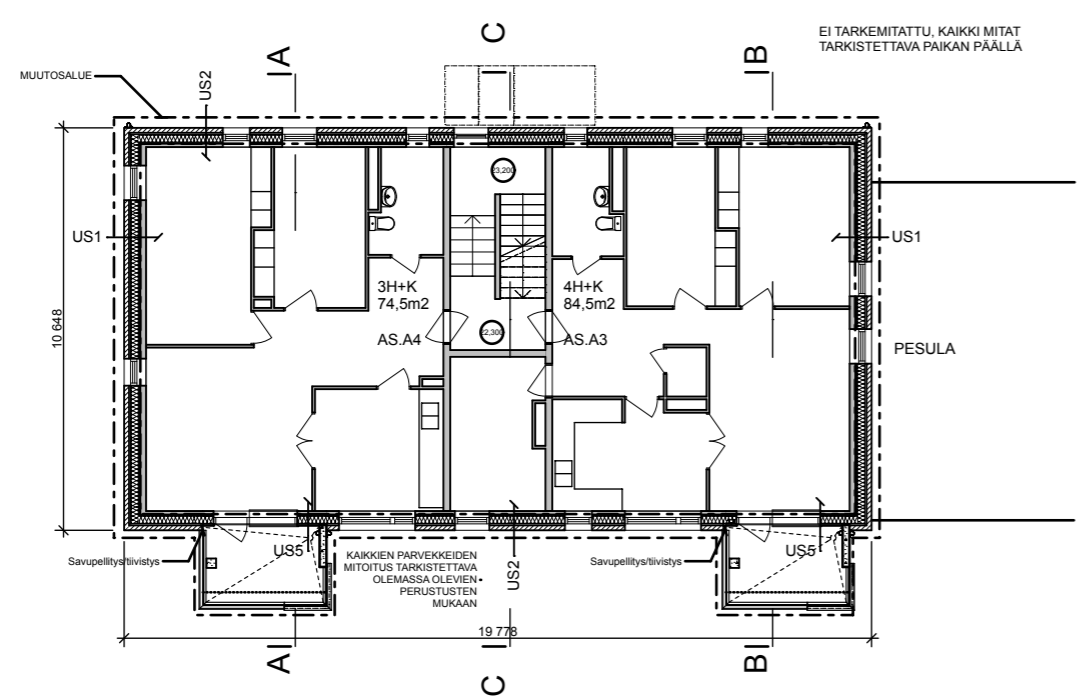 EI TARKEMITATTU, KAIKKI MITAT
TARKISTETTAVA PAIKAN PÄÄLLÄ
C
A
B
MUUTOSALUE
US2
23,200
US1
US1
3H+K
74,5m2
4H+K
84,5m2
22,300
AS.A4
AS.A3
10 648
PESULA
US5
US5
Savupellitys/tiivistys
KAIKKIEN PARVEKKEIDEN
MITOITUS TARKISTETTAVA
OLEMASSA OLEVIEN
PERUSTUSTEN
MUKAAN
US2
Savupellitys/tiivistys
19 778
A
C
B